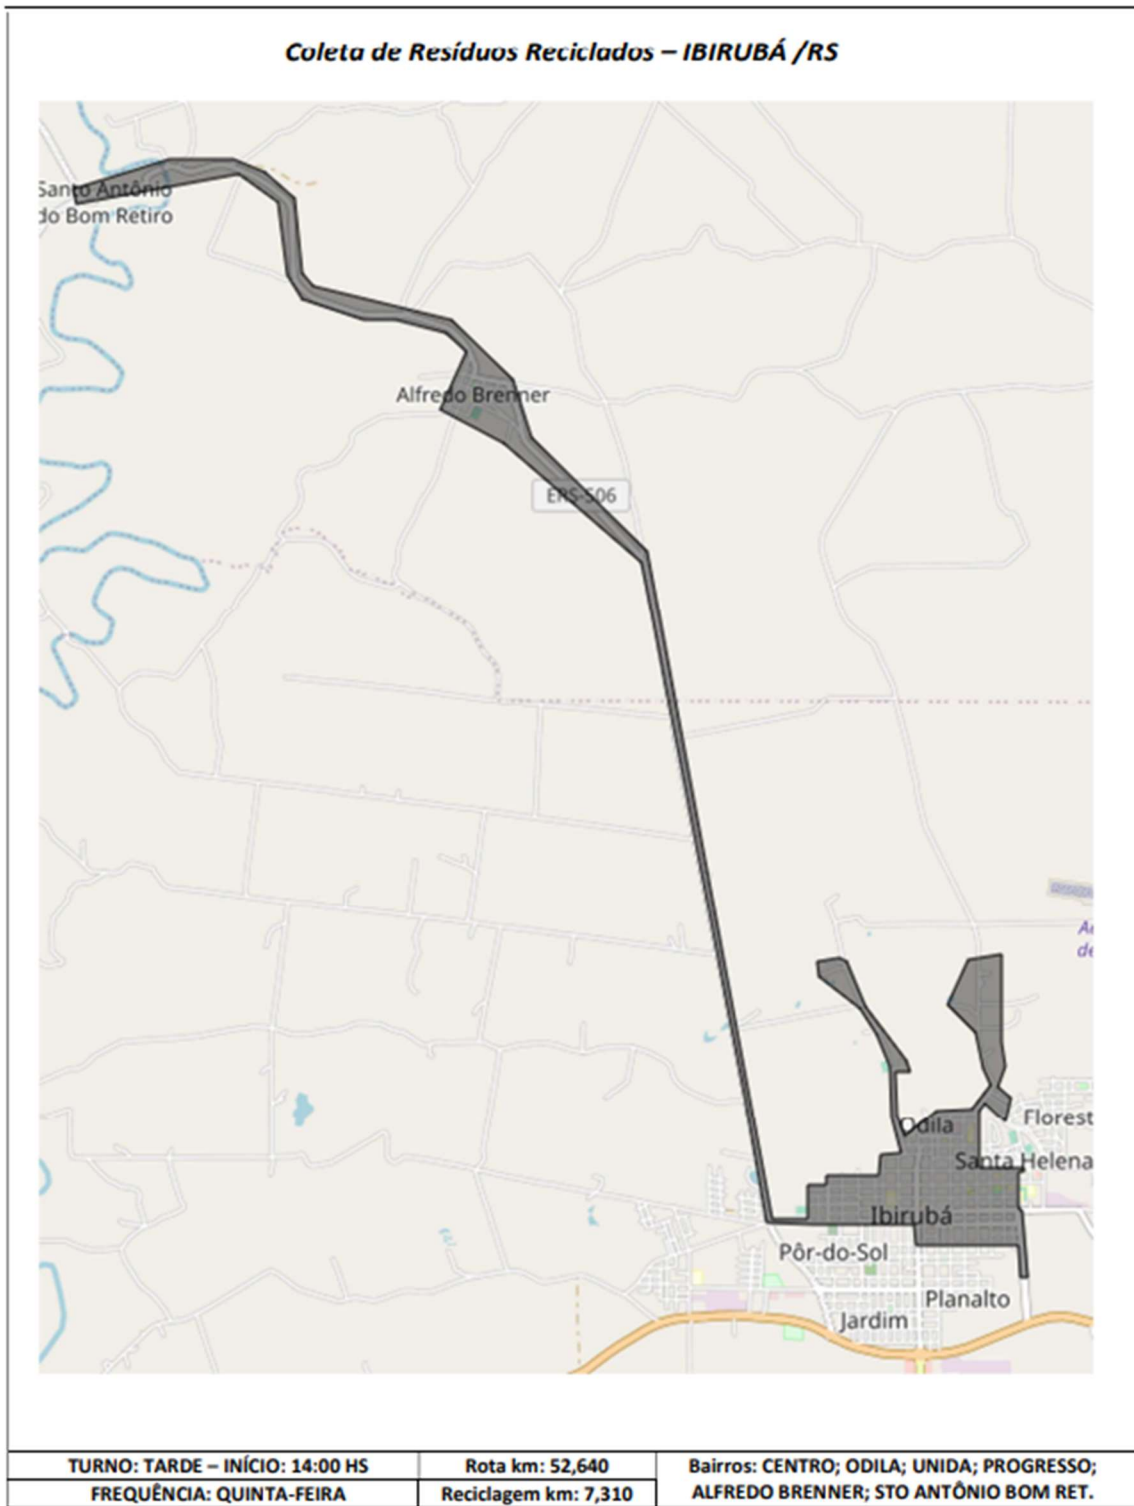 Coleta de Resíduos Reciclados – IBIRUBÁ /RS
Santo Antônio
do Bom Retiro
Alfredo Brenner
ERS-506
Odila
Florest
Santa Helena
Ibirubá
Pôr-do-Sol
Planalto
Jardim
TURNO: TARDE – INÍCIO: 14:00 HS
FREQUÊNCIA: QUINTA-FEIRA
Rota km: 52,640
Reciclagem km: 7,310
Bairros: CENTRO; ODILA; UNIDA; PROGRESSO;
ALFREDO BRENNER; STO ANTÔNIO BOM RET.